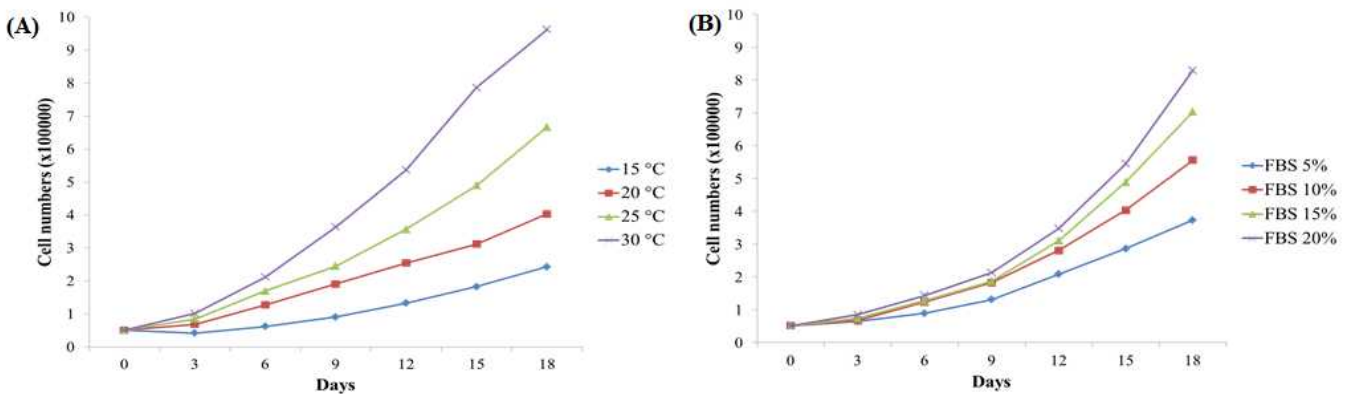 (A)
10
9
8
7
6
5
4
3
2
1
0
Cell numbers (x100000)
0 3 6 9 12 15 18
Days
15 °C
20 °C
25 °C
30 °C
(B)
10
9
8
7
6
5
4
3
2
1
0
Cell numbers (x100000)
0 3 6 9 12 15 18
Days
FBS 5%
FBS 10%
FBS 15%
FBS 20%